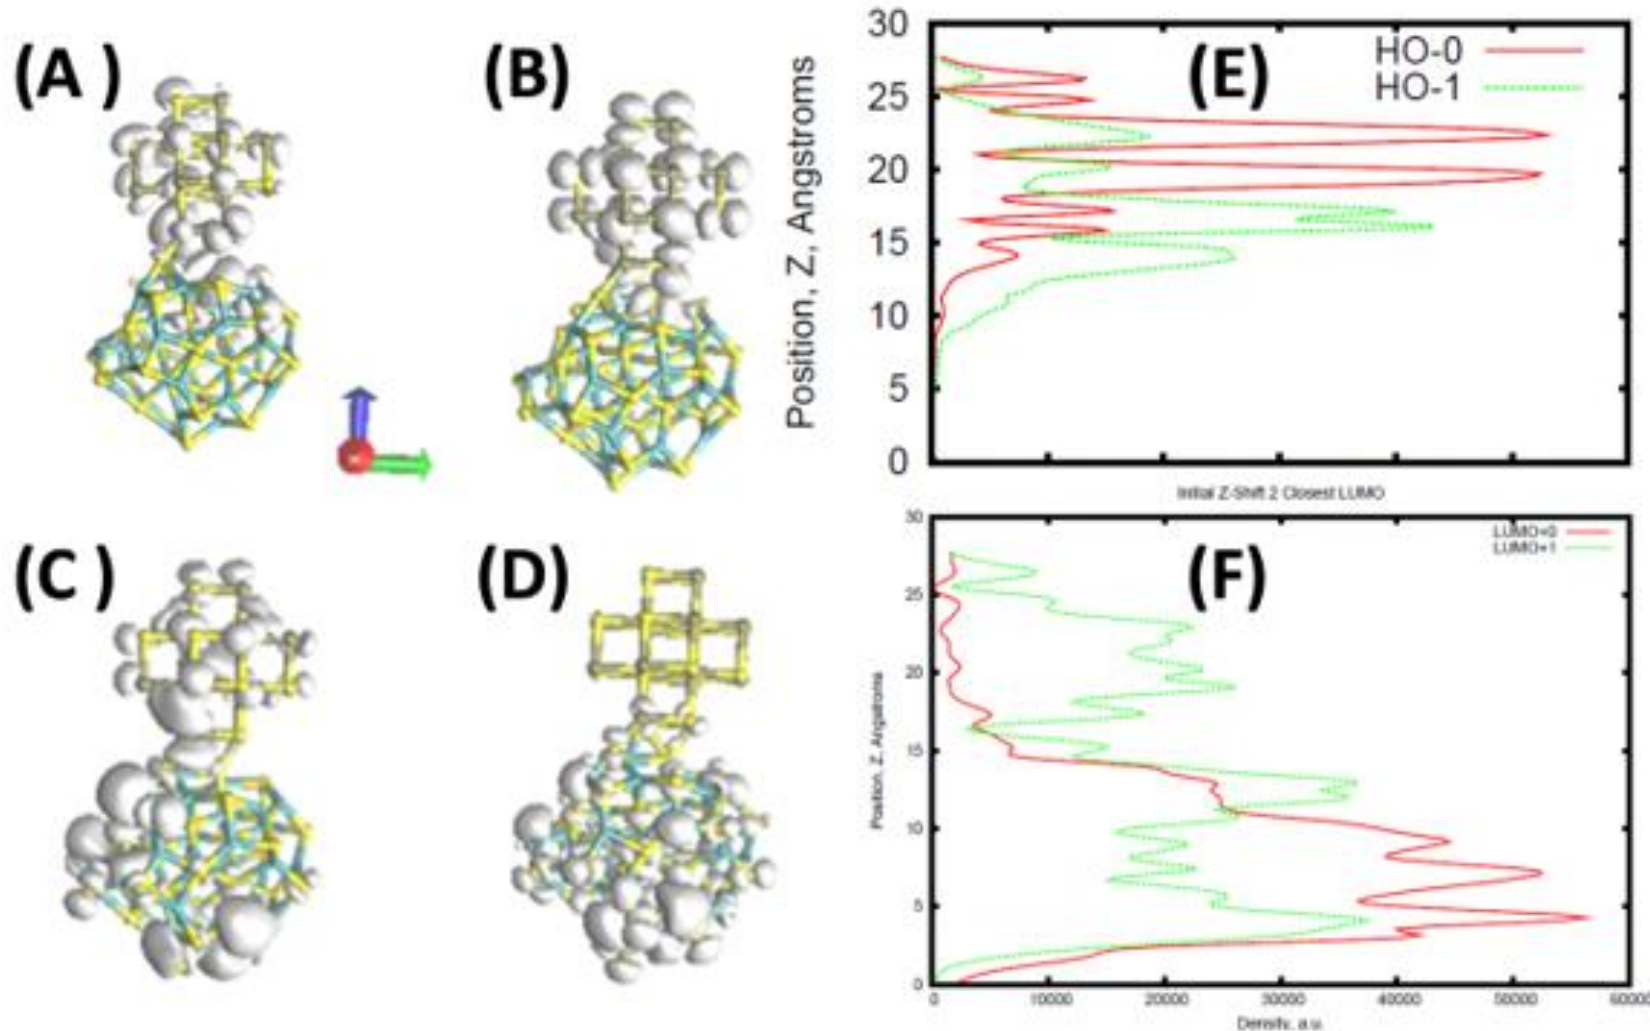 (A )
(B)
(C )
(D)
Position, Z, Angstroms
30
25
20
15
10
5
0
(E)
HO-0
HO-1
Initial Z-Shift 2 Closest LUMO
Position, Z, Angstroms
30
25
20
15
10
5
0
(F)
LUMO+0
LUMO+1
0 10000 20000 30000 40000 50000 60000
Density, a.u.